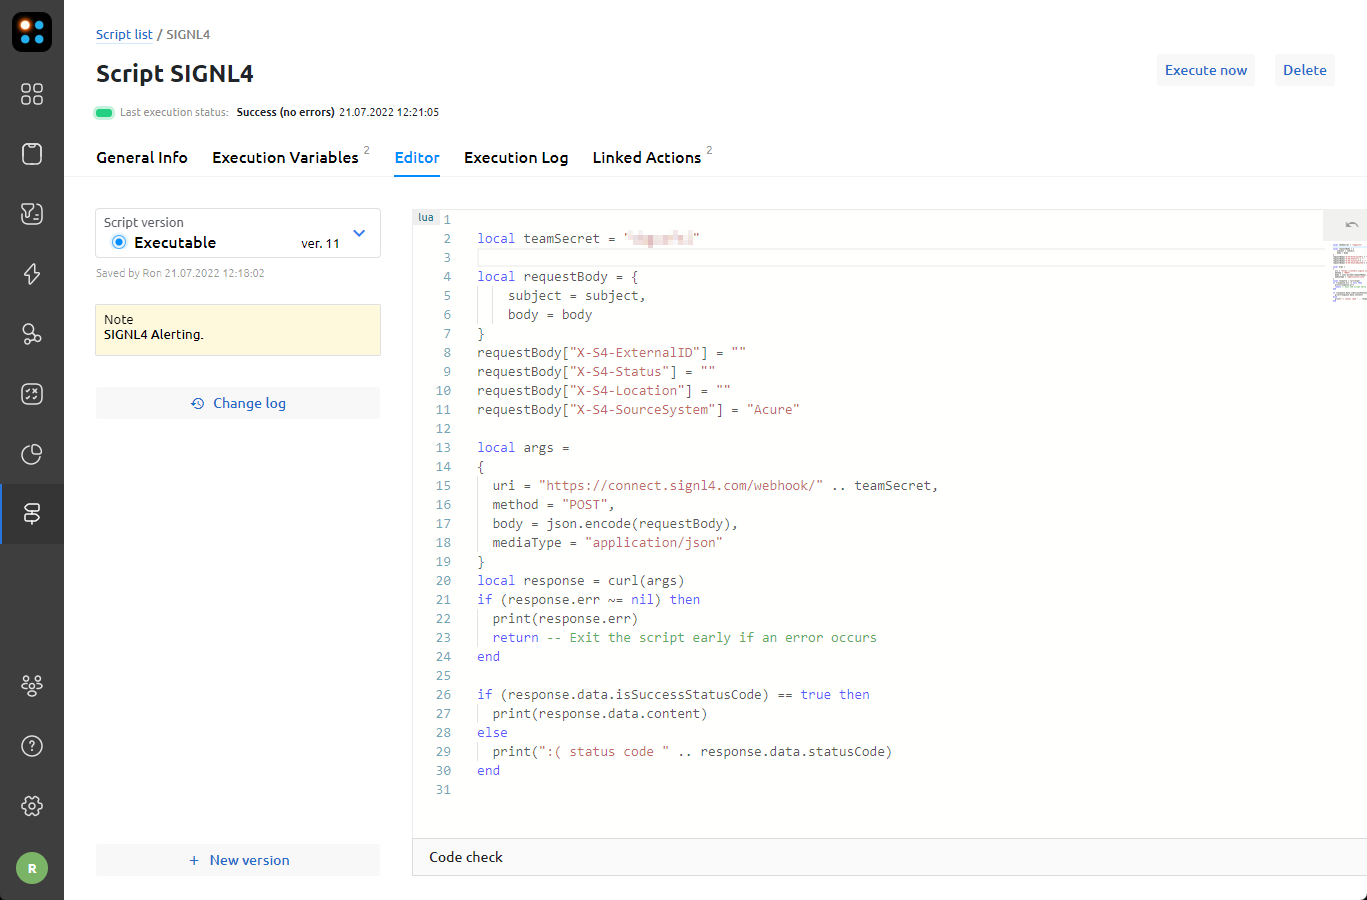 Script list / SIGNL4
Script SIGNL4
Execute now
Delete
Last execution status: Success (no errors) 21.07.2022 12:21:05
General Info
Execution Variables 2
Editor
Execution Log
Linked Actions 2
Script version
Executable ver. 11
Saved by Ron 21.07.2022 12:18:02
Note
SIGNL4 Alerting.
Change log
New version
R
lua
1
2 local teamSecret = " "
3
4 local requestBody = {
5 subject = subject,
6 body = body
7 }
8 requestBody["X-S4-ExternalID"] = ""
9 requestBody["X-S4-Status"] = ""
10 requestBody["X-S4-Location"] = ""
11 requestBody["X-S4-SourceSystem"] = "Acure"
12
13 local args =
14 {
15 uri = "https://connect.signl4.com/webhook/" .. teamSecret,
16 method = "POST",
17 body = json.encode(requestBody),
18 mediaType = "application/json"
19 }
20 local response = curl(args)
21 if (response.err ~= nil) then
22 print(response.err)
23 return -- Exit the script early if an error occurs
24 end
25
26 if (response.data.isSuccessStatusCode) == true then
27 print(response.data.content)
28 else
29 print(":( status code " .. response.data.statusCode)
30 end
31
Code check